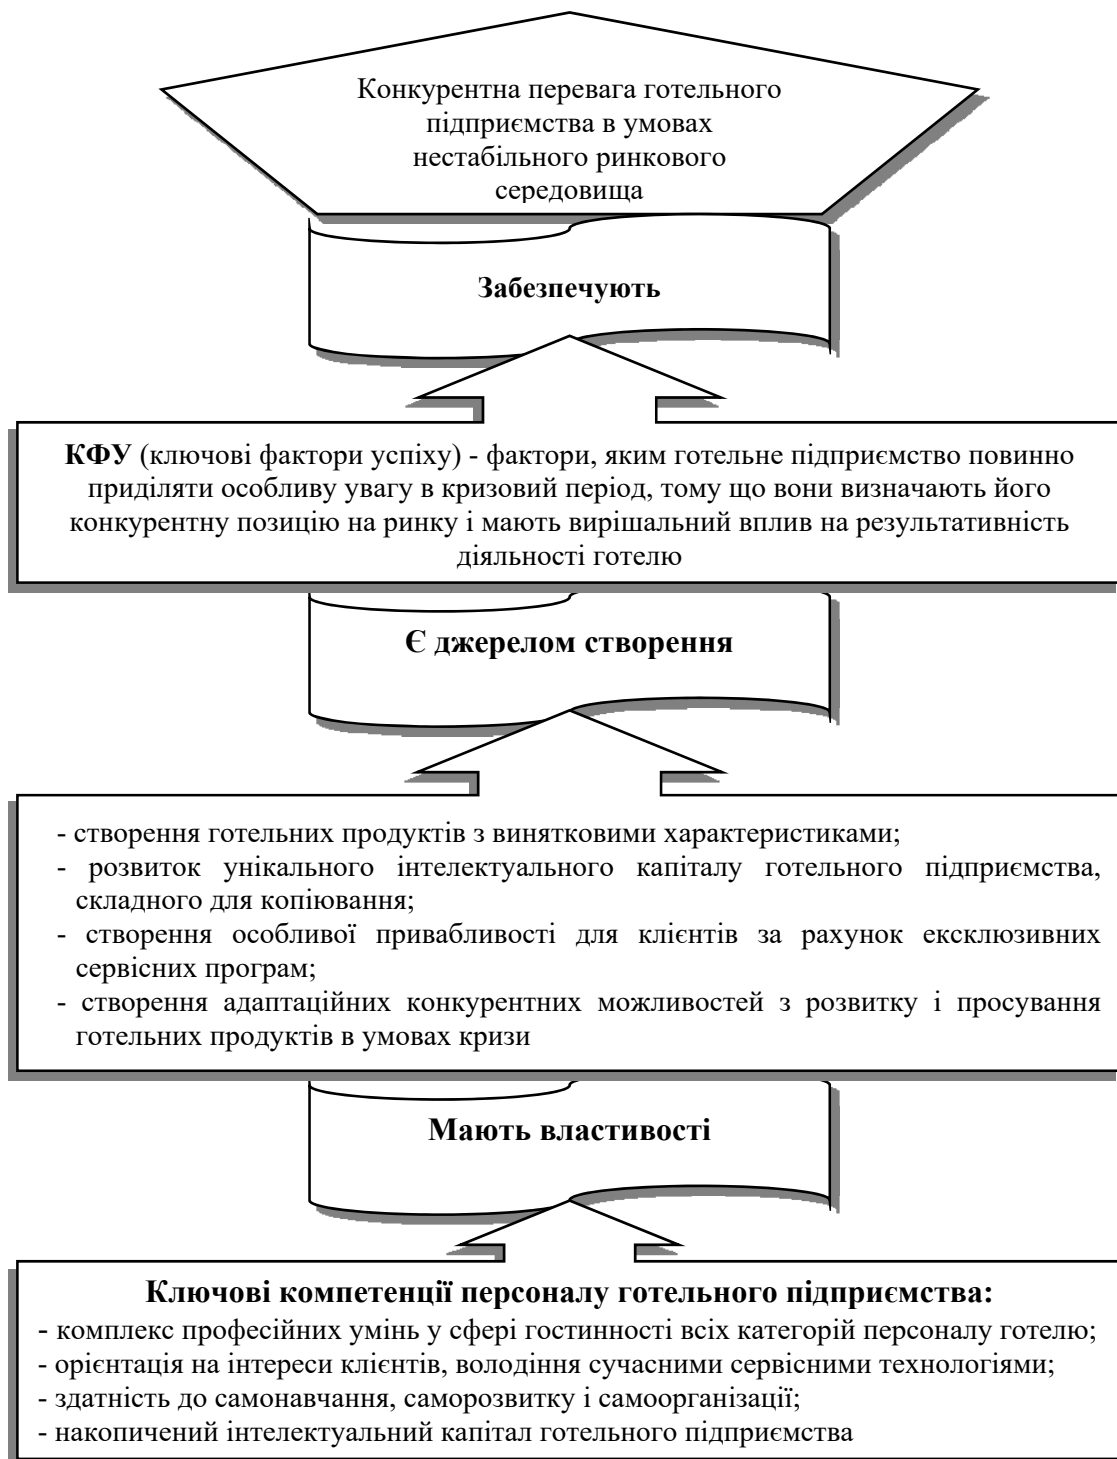 Конкурентна перевага готельного
підприємства в умовах
нестабільного ринкового
середовища
Забезпечують
КФУ (ключові фактори успіху) - фактори, яким готельне підприємство повинно
приділяти особливу увагу в кризовий період, тому що вони визначають його
конкурентну позицію на ринку і мають вирішальний вплив на результативність
діяльності готелю
Є джерелом створення
- створення готельних продуктів з винятковими характеристиками;
- розвиток унікального інтелектуального капіталу готельного підприємства,
складного для копіювання;
- створення особливої привабливості для клієнтів за рахунок ексклюзивних
сервісних програм;
- створення адаптаційних конкурентних можливостей з розвитку і просування
готельних продуктів в умовах кризи
Мають властивості
Ключові компетенції персоналу готельного підприємства:
- комплекс професійних умінь у сфері гостинності всіх категорій персоналу готелю;
- орієнтація на інтереси клієнтів, володіння сучасними сервісними технологіями;
- здатність до самонавчання, саморозвитку і самоорганізації;
- накопичений інтелектуальний капітал готельного підприємства